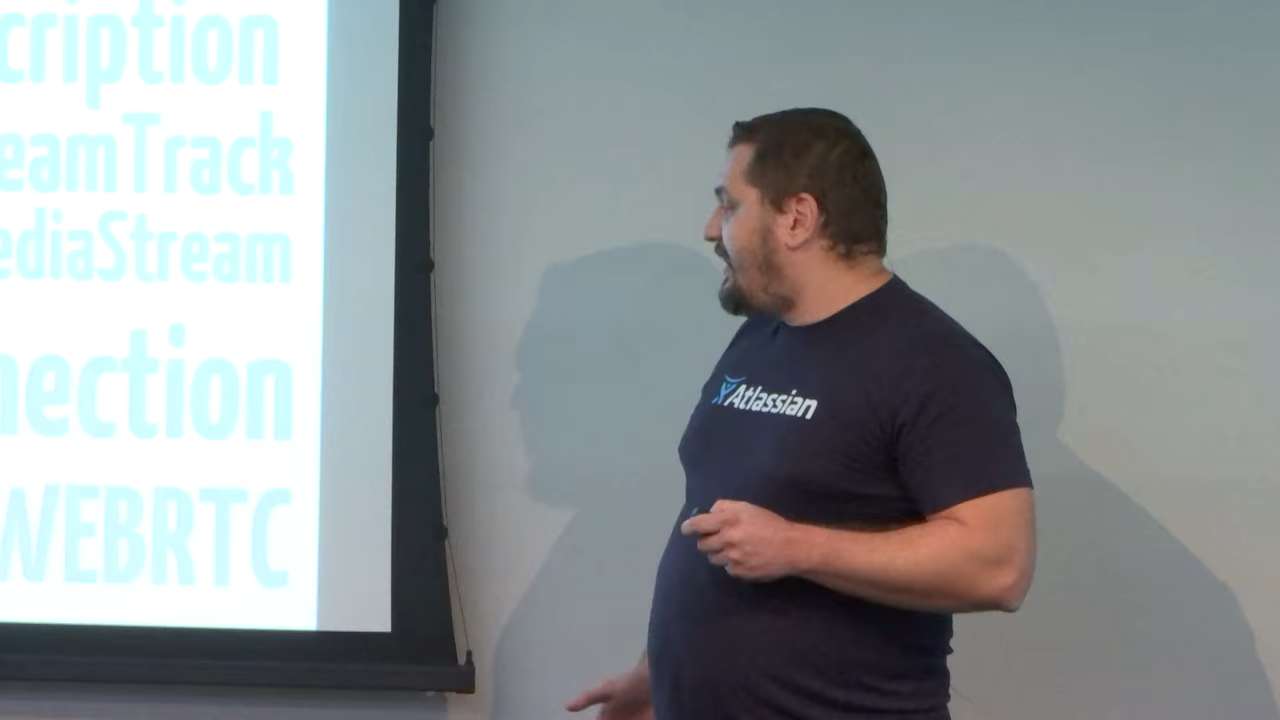 cription
eamTrack
ediaStream
nection
WEBRTC
Atlassian